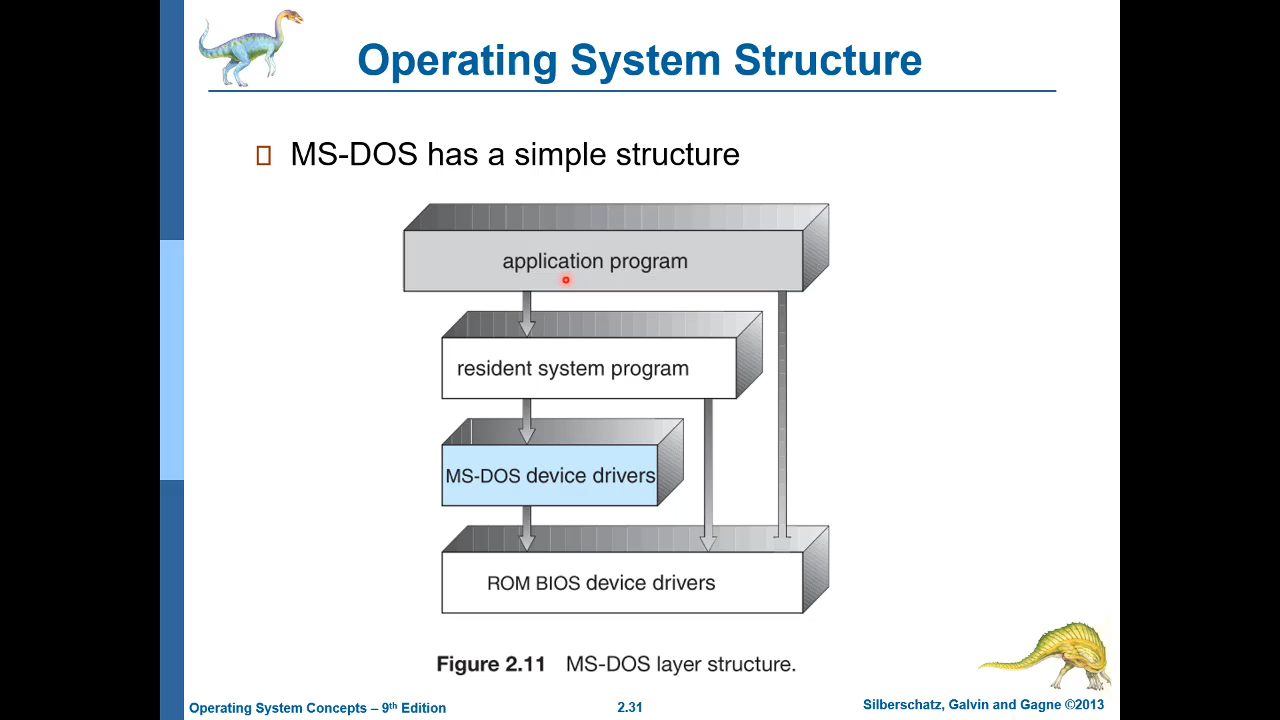 Operating System Structure
MS-DOS has a simple structure
application program
resident system program
MS-DOS device drivers
ROM BIOS device drivers
Figure 2.11 MS-DOS layer structure.
Operating System Concepts – 9th Edition
2.31
Silberschatz, Galvin and Gagne ©2013